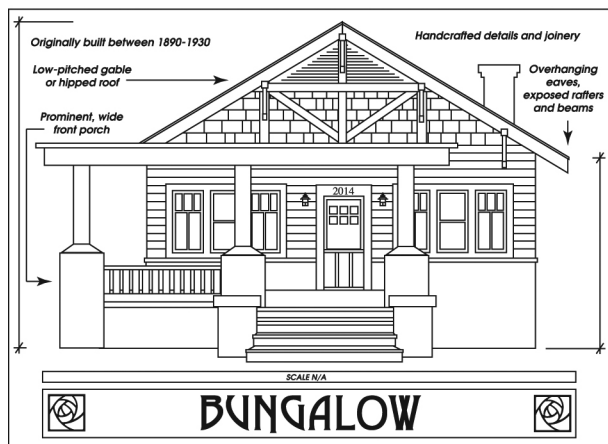 Originally built between 1890-1930
Handcrafted details and joinery
Low-pitched gable
or hipped roof
Overhanging
eaves,
exposed rafters
and beams
Prominent, wide
front porch
2014
SCALE N/A
BUNGALOW